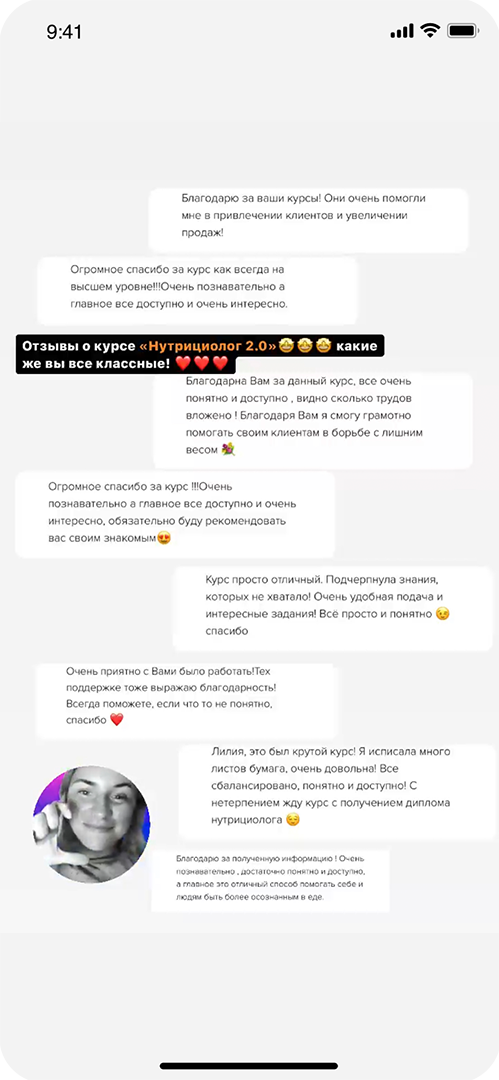 9:41
Благодарю за ваши курсы! Они очень помогли
мне в привлечении клиентов и увеличении
продаж!
Огромное спасибо за курс как всегда на
высшем уровне!!!Очень познавательно а
главное все доступно и очень интересно.
Отзывы о курсе «Нутрициолог 2.0»🤩🤩🤩 какие
же вы все классные! ❤️❤️❤️
Благодарна Вам за данный курс, все очень
понятно и доступно , видно сколько трудов
вложено ! Благодаря Вам я смогу грамотно
помогать своим клиентам в борьбе с лишним
весом 💐
Огромное спасибо за курс !!!Очень
познавательно а главное все доступно и очень
интересно, обязательно буду рекомендовать
вас своим знакомым😍
Курс просто отличный. Подчерпнула знания,
которых не хватало! Очень удобная подача и
интересные задания! Всё просто и понятно 😉
спасибо
Очень приятно с Вами было работать!Тех
поддержке тоже выражаю благодарность!
Всегда поможете, если что то не понятно,
спасибо ❤️
Лилия, это был крутой курс! Я исписала много
листов бумага, очень довольна! Все
сбалансировано, понятно и доступно! С
нетерпением жду курс с получением диплома
нутрициолога 😏
Благодарю за полученную информацию ! Очень
познавательно , достаточно понятно и доступно,
а главное это отличный способ помогать себе и
людям быть более осознанным в еде.